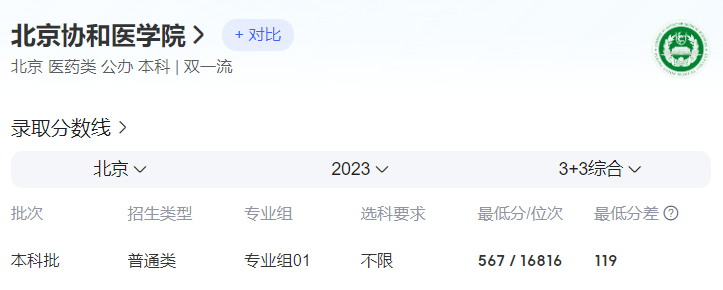 北京协和医学院 > + 对比
北京 医药类 公办 本科 | 双一流
录取分数线 >
北京 2023 3+3综合
批次 招生类型 专业组 选科要求 最低分/位次 最低分差 ?
本科批 普通类 专业组01 不限 567 / 16816 119